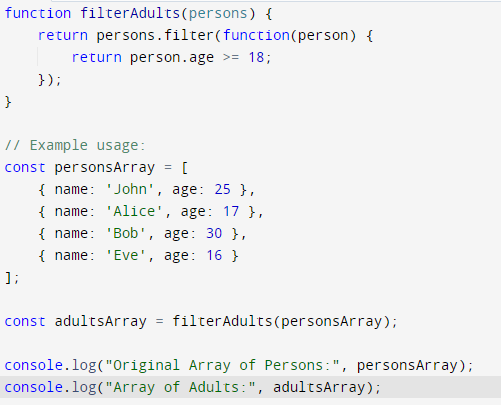 function filterAdults(persons) {
    return persons.filter(function(person) {
        return person.age >= 18;
    });
}

// Example usage:
const personsArray = [
    { name: 'John', age: 25 },
    { name: 'Alice', age: 17 },
    { name: 'Bob', age: 30 },
    { name: 'Eve', age: 16 }
];

const adultsArray = filterAdults(personsArray);

console.log("Original Array of Persons:", personsArray);
console.log("Array of Adults:", adultsArray);